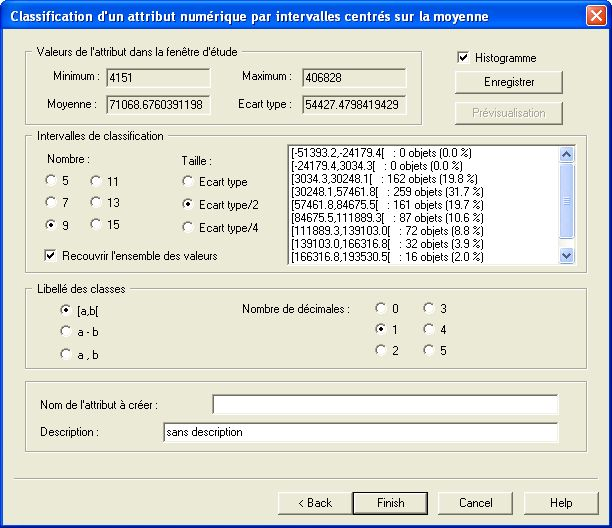 Classification d'un attribut numérique par intervalles centrés sur la moyenne
Valeurs de l'attribut dans la fenêtre d'étude
Minimum : 4151 Maximum : 406828
Moyenne : 71068.6760391198 Ecart type : 54427.4798419429
Histogramme
Enregistrer
Prévisualisation
Intervalles de classification
Nombre :
5 11
7 13
9 15
Taille :
Ecart type
Ecart type/2
Ecart type/4
Recouvrir l'ensemble des valeurs
[-51393.2,-24179.4[ : 0 objets (0.0 %)
[-24179.4,3034.3[ : 0 objets (0.0 %)
[3034.3,30248.1[ : 162 objets (19.8 %)
[30248.1,57461.8[ : 259 objets (31.7 %)
[57461.8,84675.5[ : 161 objets (19.7 %)
[84675.5,111889.3[ : 87 objets (10.6 %)
[111889.3,139103.0[ : 72 objets (8.8 %)
[139103.0,166316.8[ : 32 objets (3.9 %)
[166316.8,193530.5[ : 16 objets (2.0 %)
Libellé des classes
[a,b[
a - b
a , b
Nombre de décimales :
0 3
1 4
2 5
Nom de l'attribut à créer :
Description : sans description
< Back Finish Cancel Help